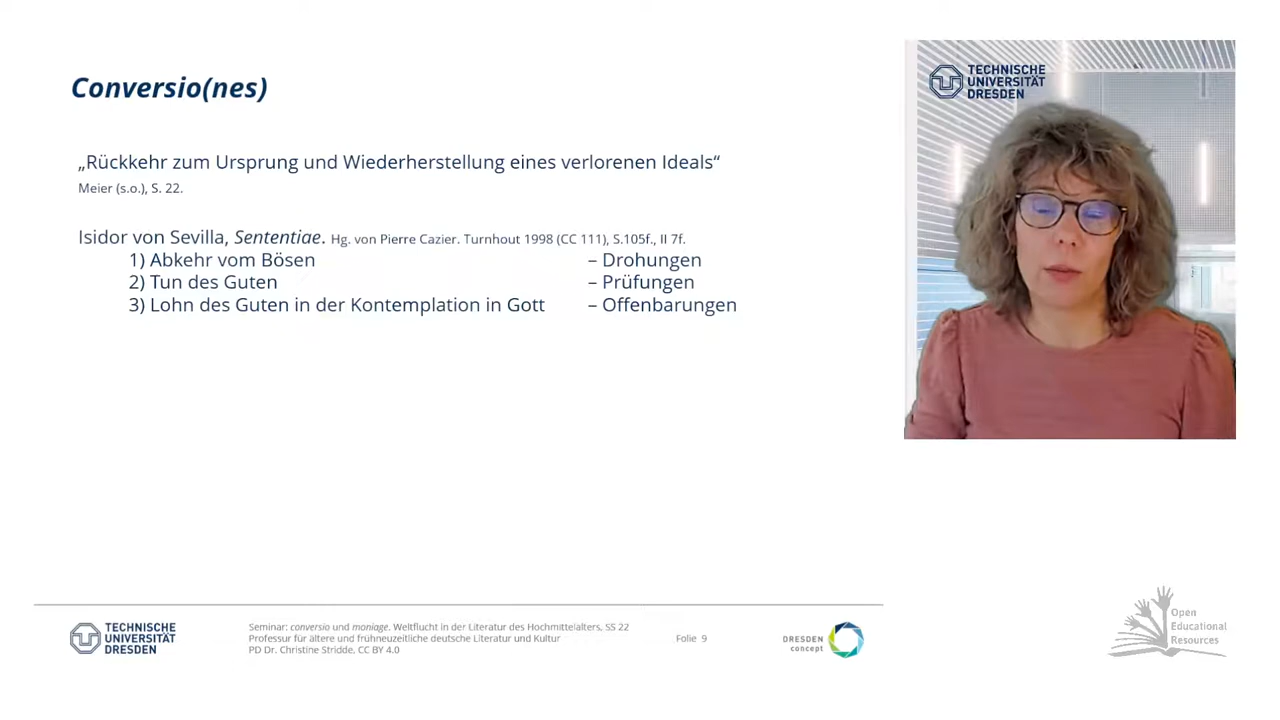 Conversio(nes)
„Rückkehr zum Ursprung und Wiederherstellung eines verlorenen Ideals“
Meier (s.o.), S. 22.
Isidor von Sevilla, Sententiae. Hg. von Pierre Cazier. Turnhout 1998 (CC 111), S.105f., II 7f.
1) Abkehr vom Bösen – Drohungen
2) Tun des Guten – Prüfungen
3) Lohn des Guten in der Kontemplation in Gott – Offenbarungen
TECHNISCHE
UNIVERSITÄT
DRESDEN
TECHNISCHE
UNIVERSITÄT
DRESDEN
Seminar: conversio und moniage. Weltflucht in der Literatur des Hochmittelalters, SS 22
Professur für ältere und frühneuzeitliche deutsche Literatur und Kultur
PD Dr. Christine Stridde, CC BY 4.0
Folie 9
DRESDEN
concept
Open
Educational
Resources